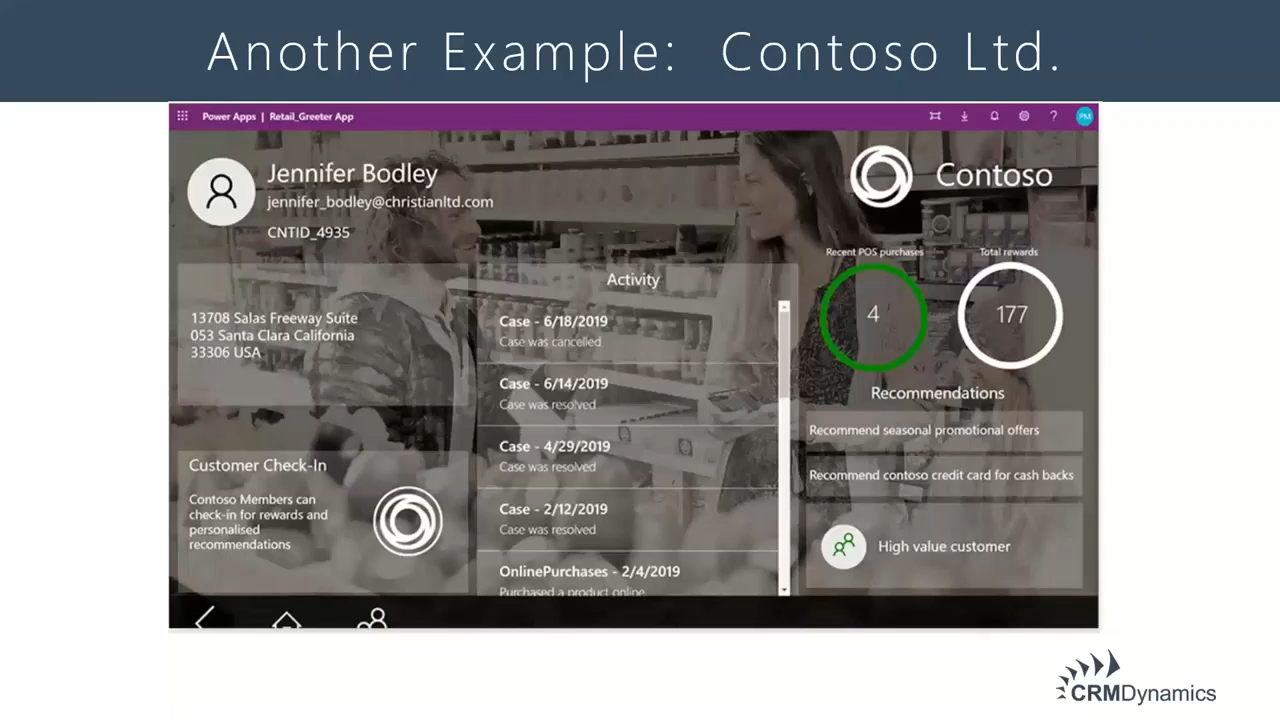 Another Example: Contoso Ltd.
Power Apps | Retail_Greeter App
?
PM
Jennifer Bodley
jennifer_bodley@christianltd.com
CNTID_4935
13708 Salas Freeway Suite
053 Santa Clara California
33306 USA
Customer Check-In
Contoso Members can
check-in for rewards and
personalised
recommendations
Activity
Case - 6/18/2019
Case was cancelled
Case - 6/14/2019
Case was resolved
Case - 4/29/2019
Case was resolved
Case - 2/12/2019
Case was resolved
OnlinePurchases - 2/4/2019
Purchased a product online
Contoso
Recent POS purchases
Total rewards
4
177
Recommendations
Recommend seasonal promotional offers
Recommend contoso credit card for cash backs
High value customer
CRMDynamics